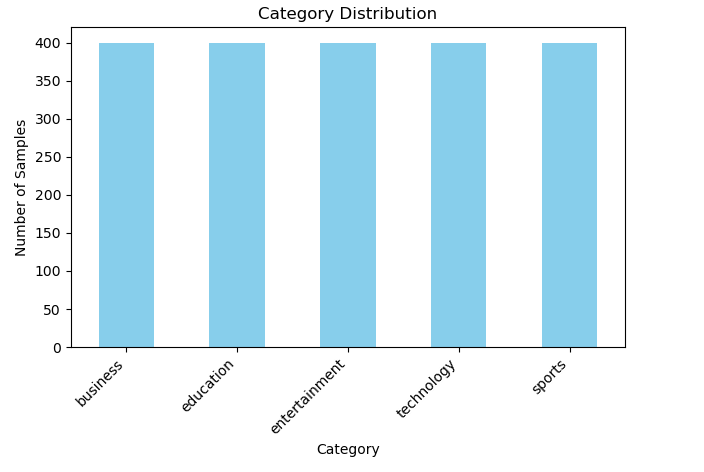 Category Distribution
Number of Samples
400
350
300
250
200
150
100
50
0
business
education
entertainment
technology
sports
Category